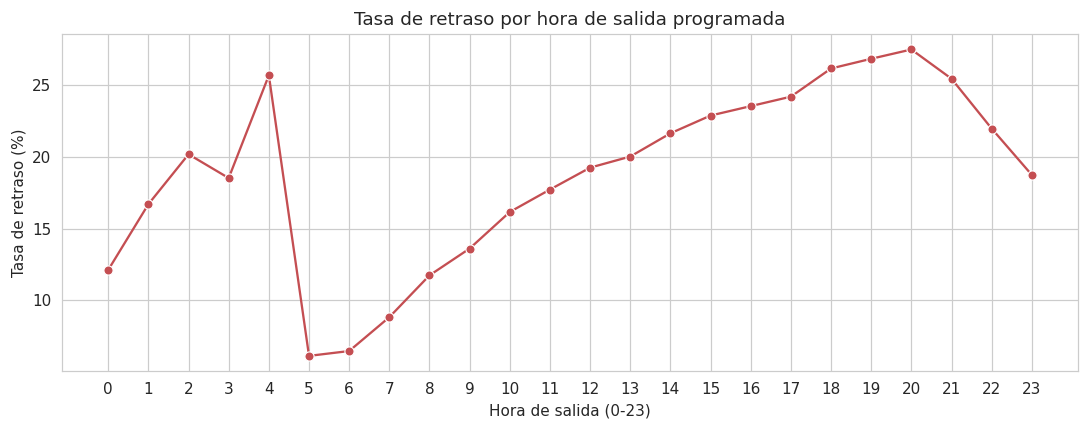 Tasa de retraso por hora de salida programada
Tasa de retraso (%)
25
20
15
10
0 1 2 3 4 5 6 7 8 9 10 11 12 13 14 15 16 17 18 19 20 21 22 23
Hora de salida (0-23)